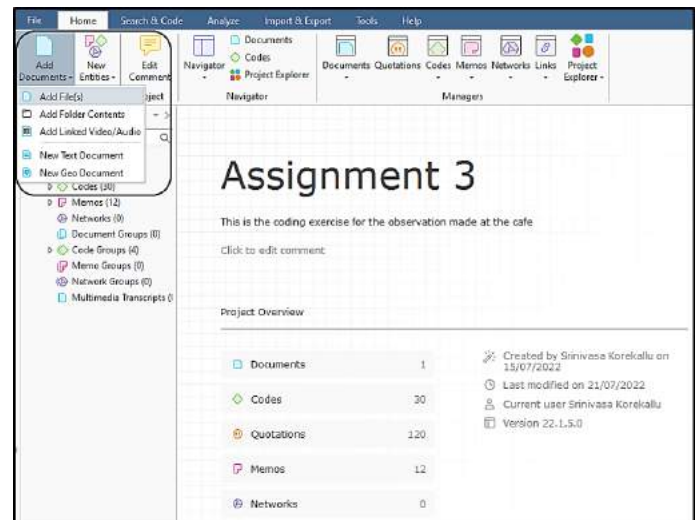 File Home Search & Code Analyze Import & Export Tools Help
Add Documents New Entities Edit Comment Navigator Documents Codes Project Explorer Documents Quotations Codes Memos Networks Links Project Explorer
Navigator Managers
Add File(s)
Add Folder Contents
Add Linked Video/Audio
New Text Document
New Geo Document
Codes (30)
Memos (12)
Networks (0)
Document Groups (0)
Code Groups (4)
Memo Groups (0)
Network Groups (0)
Multimedia Transcripts
Assignment 3
This is the coding exercise for the observation made at the cafe
Click to edit comment
Project Overview
Documents 1
Codes 30
Quotations 120
Memos 12
Networks 0
Created by Srinivasa Korekallu on
15/07/2022
Last modified on 21/07/2022
Current user Srinivasa Korekallu
Version 22.1.5.0